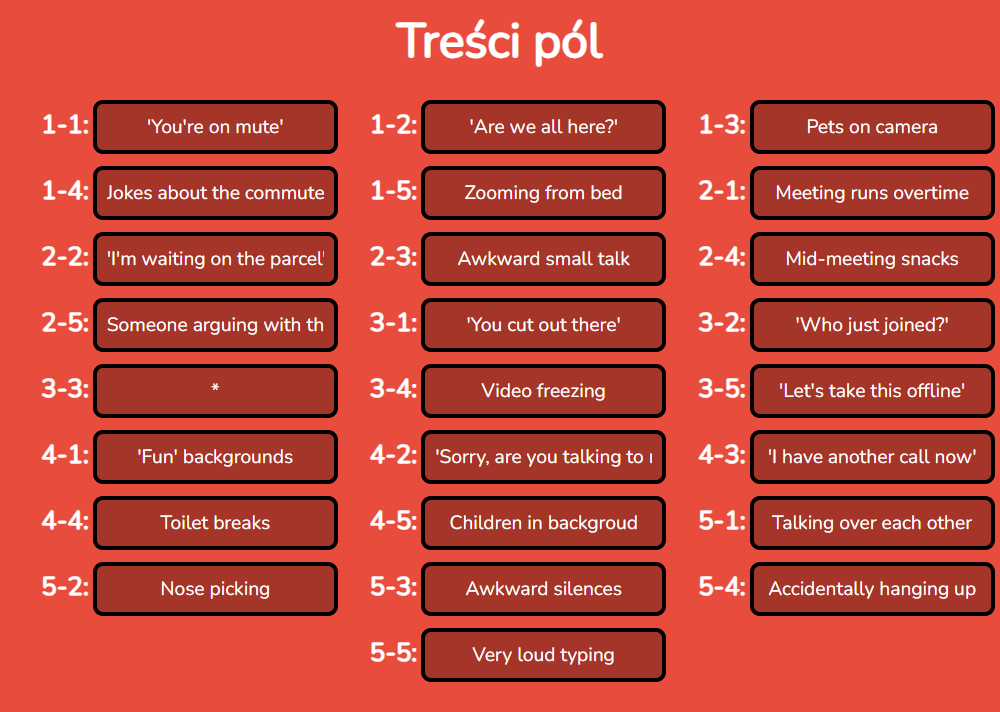 Treści pól
1-1: 'You're on mute' 1-2: 'Are we all here?' 1-3: Pets on camera
1-4: Jokes about the commute 1-5: Zooming from bed 2-1: Meeting runs overtime
2-2: 'I'm waiting on the parcel' 2-3: Awkward small talk 2-4: Mid-meeting snacks
2-5: Someone arguing with th 3-1: 'You cut out there' 3-2: 'Who just joined?'
3-3: * 3-4: Video freezing 3-5: 'Let's take this offline'
4-1: 'Fun' backgrounds 4-2: 'Sorry, are you talking to 4-3: 'I have another call now'
4-4: Toilet breaks 4-5: Children in backgroud 5-1: Talking over each other
5-2: Nose picking 5-3: Awkward silences 5-4: Accidentally hanging up
5-5: Very loud typing